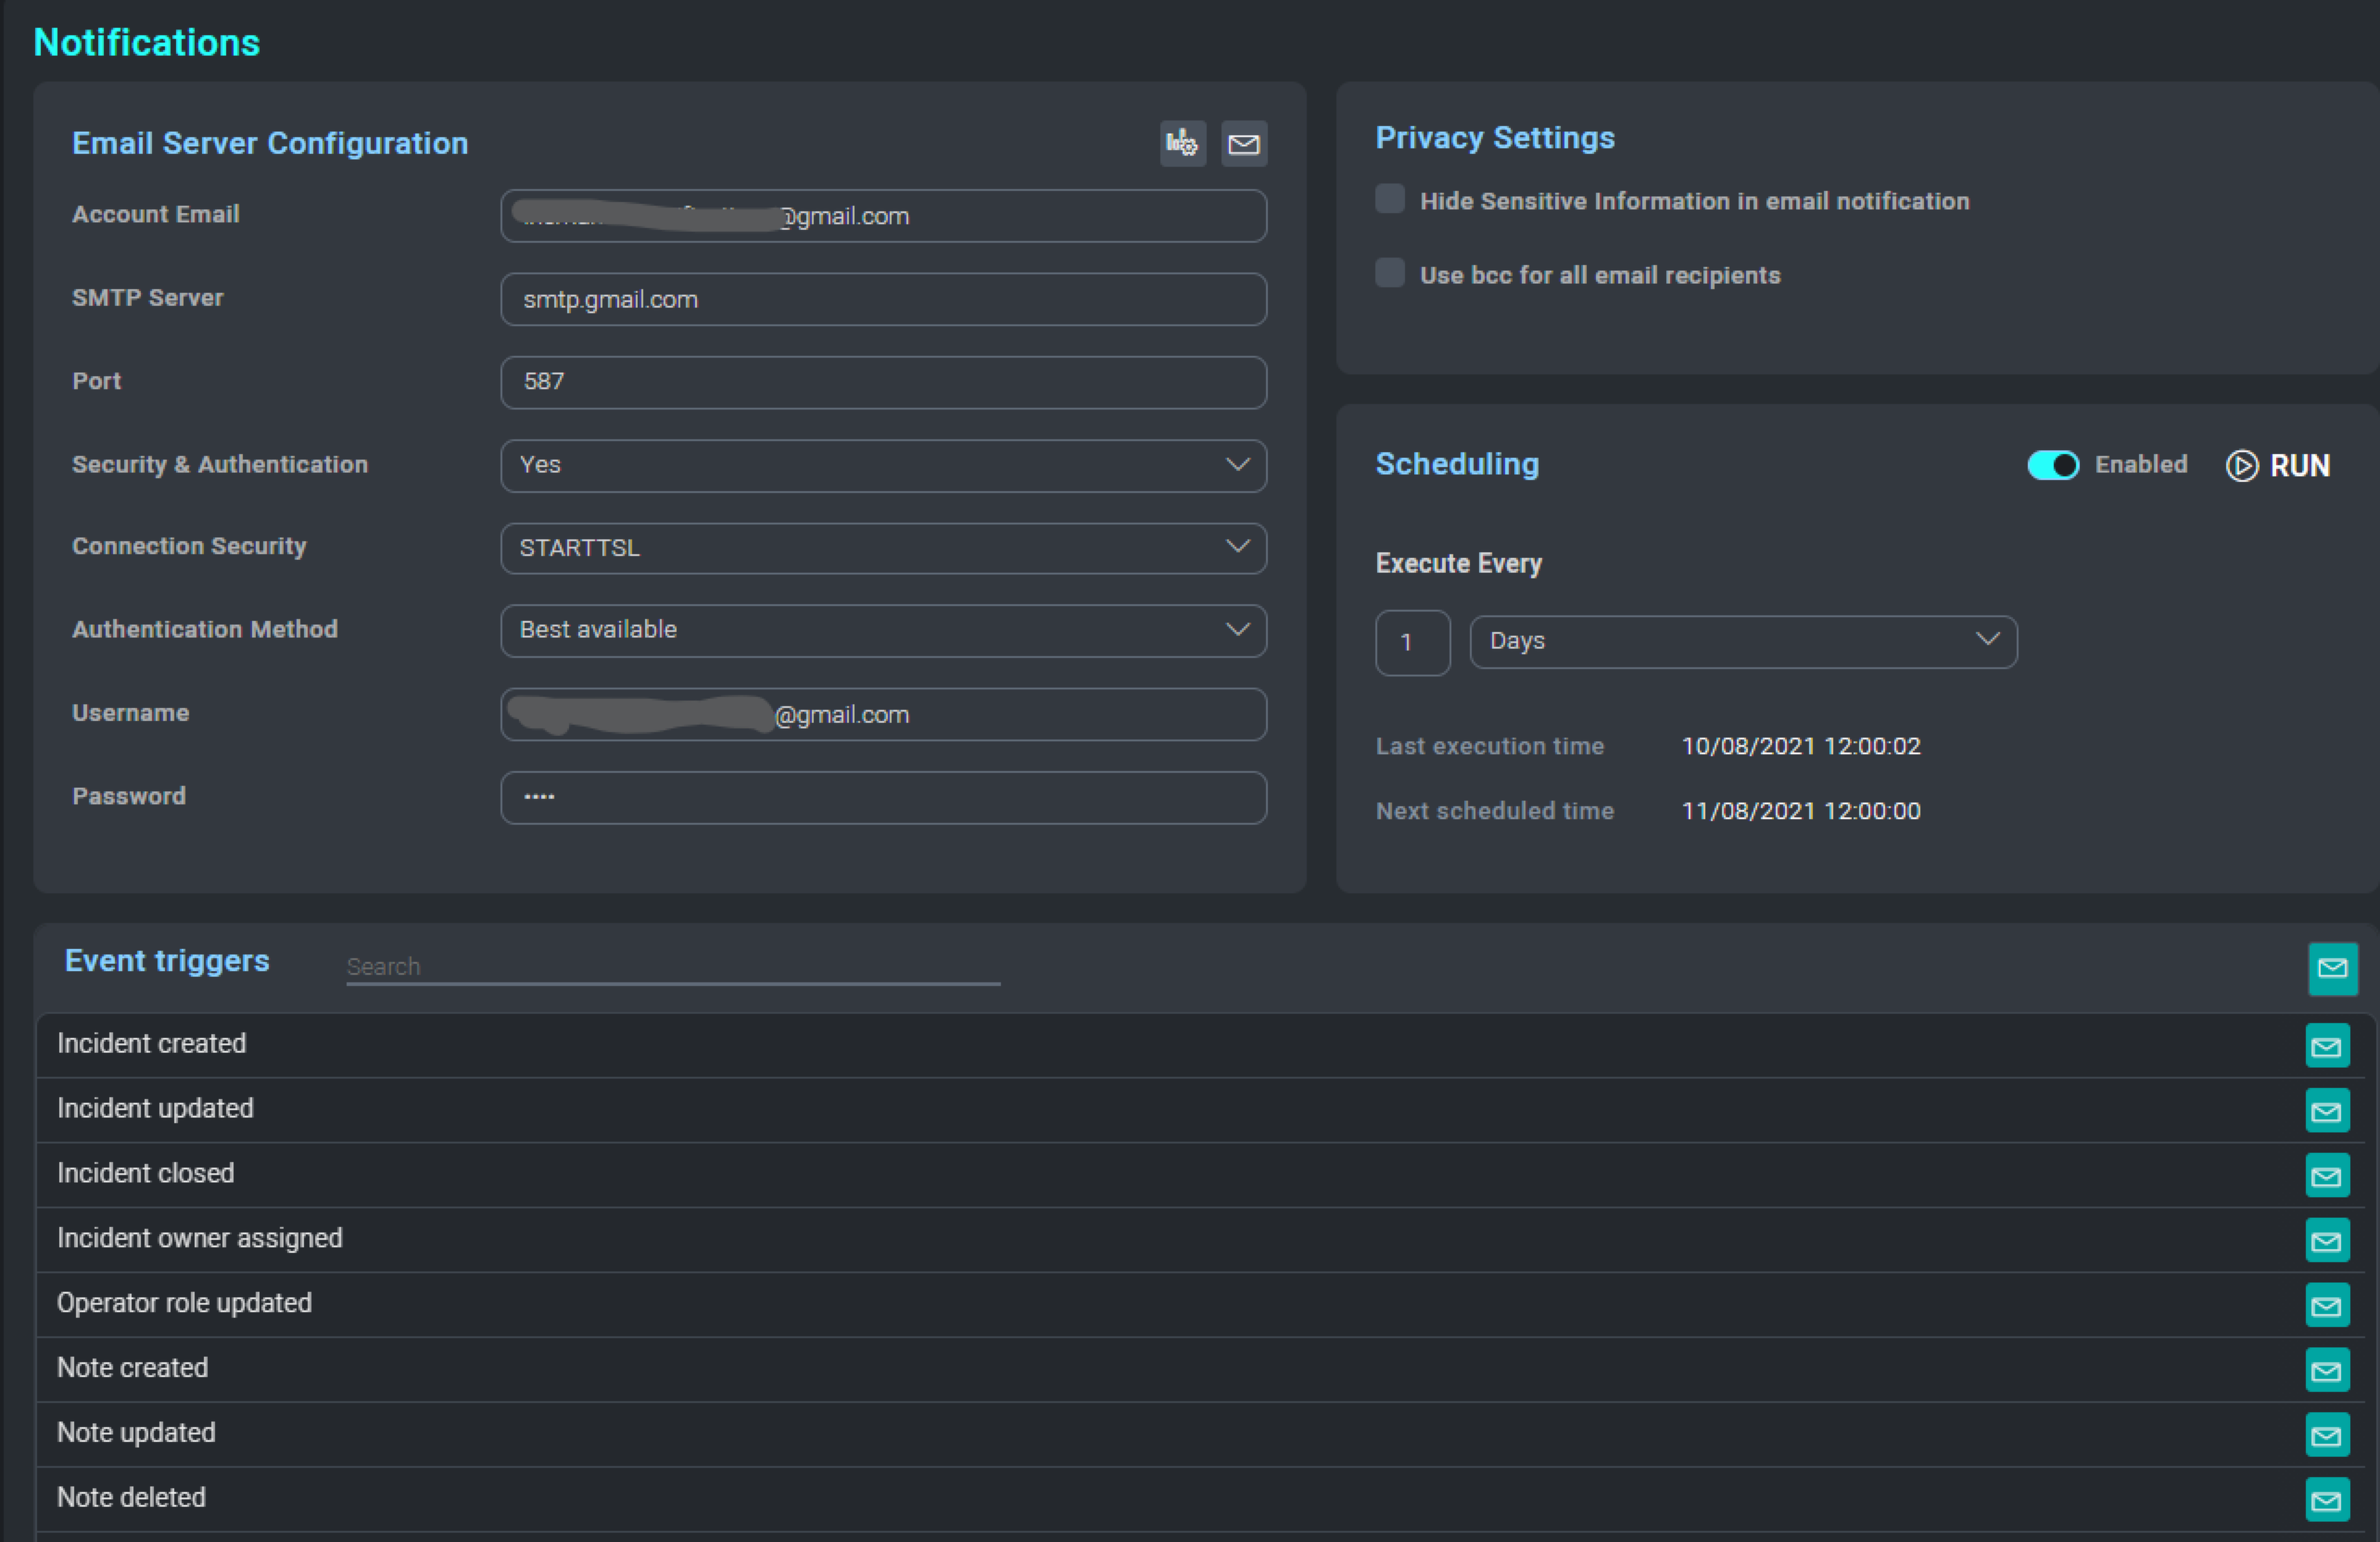 Notifications
Email Server Configuration
Account Email
@gmail.com
SMTP Server
smtp.gmail.com
Port
587
Security & Authentication
Yes
Connection Security
STARTTSL
Authentication Method
Best available
Username
@gmail.com
Password
••••
Privacy Settings
Hide Sensitive Information in email notification
Use bcc for all email recipients
Scheduling
Enabled
RUN
Execute Every
1
Days
Last execution time
10/08/2021 12:00:02
Next scheduled time
11/08/2021 12:00:00
Event triggers
Search
Incident created
Incident updated
Incident closed
Incident owner assigned
Operator role updated
Note created
Note updated
Note deleted